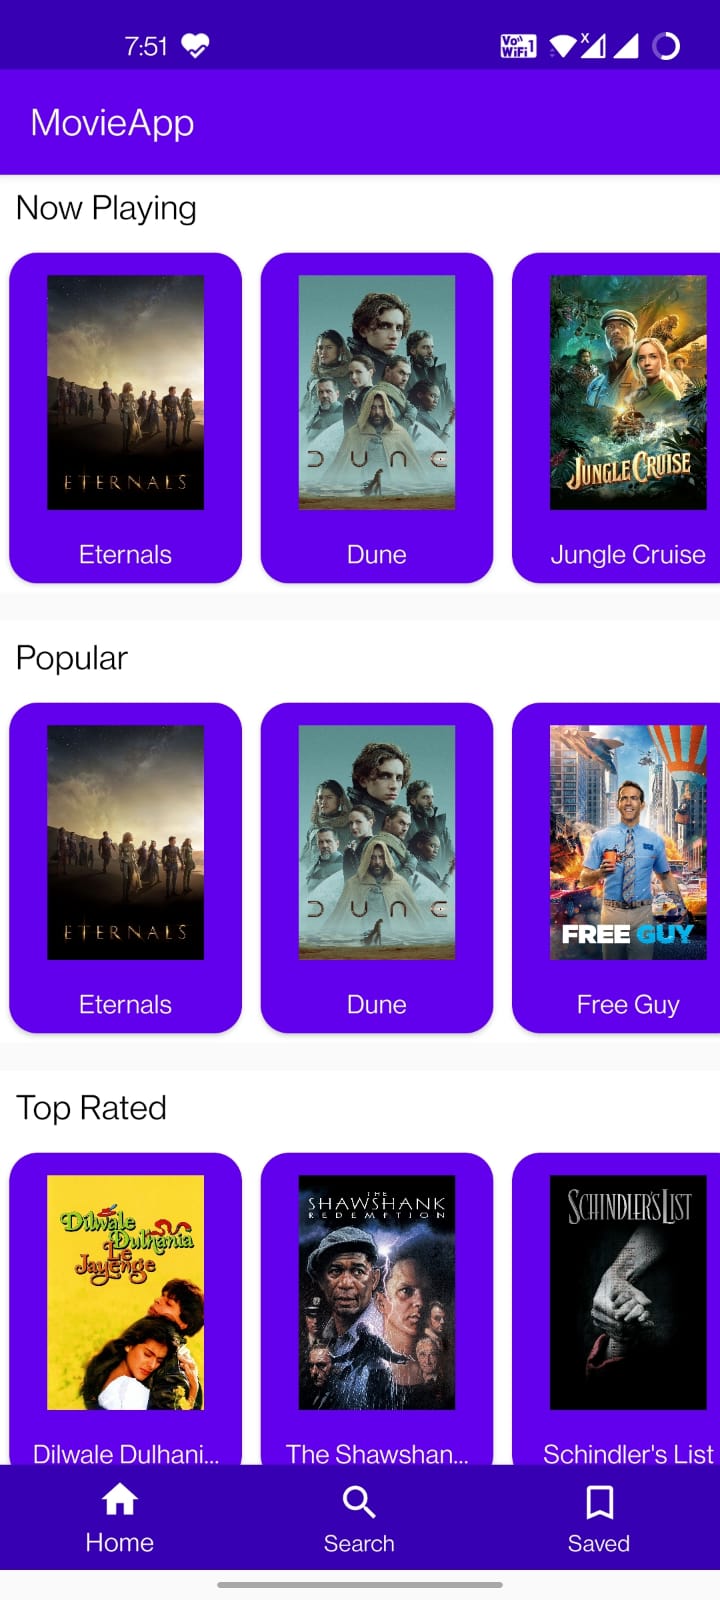 7:51
Vo WiFi 1
X
MovieApp
Now Playing
ETERNALS
DUNE
JUNGLE CRUISE
Eternals
Dune
Jungle Cruise
Popular
ETERNALS
DUNE
FREE GUY
Eternals
Dune
Free Guy
Top Rated
Dilwale
Dulhania
Le
Jayenge
THE
SHAWSHANK
REDEMPTION
SCHINDLER'S LIST
Dilwale Dulhani...
The Shawshan...
Schindler's List
Home
Search
Saved